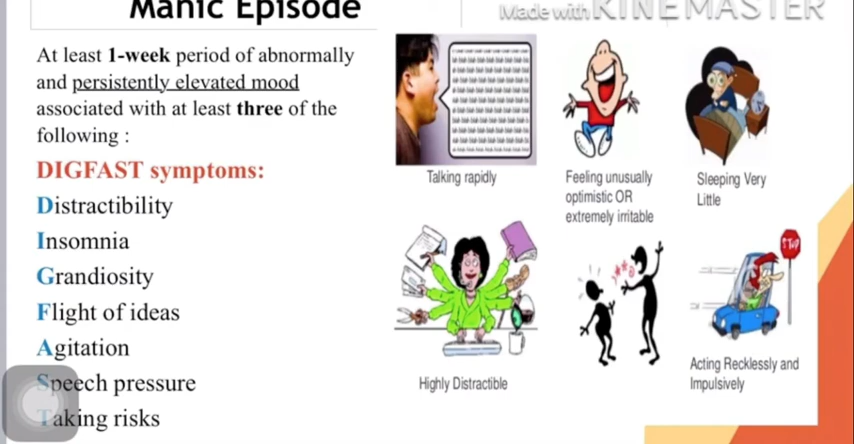 Manic Episode
Made with KINEMASTER
At least 1-week period of abnormally
and persistently elevated mood
associated with at least three of the
following :
DIGFAST symptoms:
Distractibility
Insomnia
Grandiosity
Flight of ideas
Agitation
Speech pressure
Taking risks
Talking rapidly
Feeling unusually
optimistic OR
extremely irritable
Sleeping Very
Little
STOP
Highly Distractible
Acting Recklessly and
Impulsively